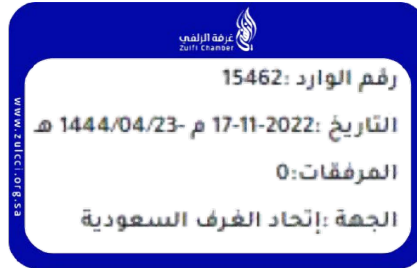 غرفة الزلفي
Zulfi Chamber
رقم الوارد :15462
التاريخ :2022-11-17 م -1444/04/23 هـ
المرفقات:0
الجهة :إتحاد الغرف السعودية
www.zulcci.org.sa